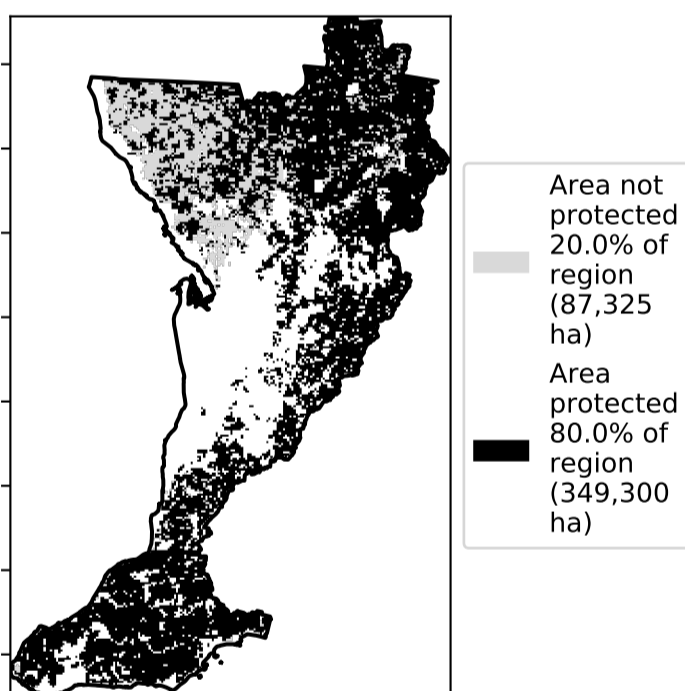 Area not
protected
20.0% of
region
(87,325
ha)
Area
protected
80.0% of
region
(349,300
ha)